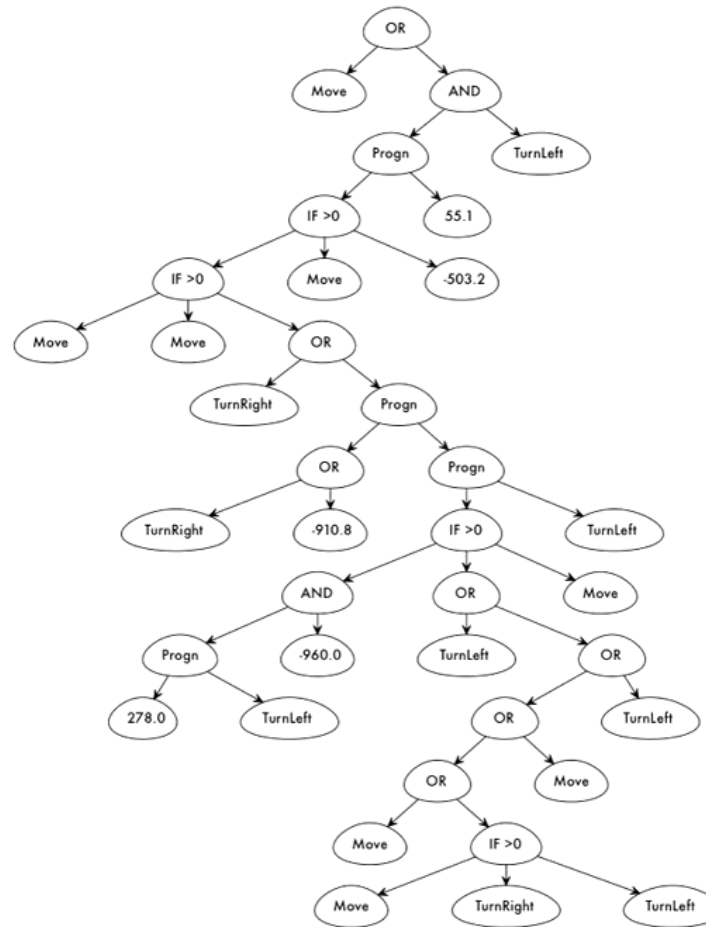 OR
Move
AND
Progn
TurnLeft
IF >0
55.1
IF >0
Move
-503.2
Move
Move
OR
TurnRight
Progn
OR
Progn
TurnRight
-910.8
IF >0
TurnLeft
AND
OR
Move
Progn
-960.0
TurnLeft
OR
278.0
TurnLeft
OR
TurnLeft
OR
Move
Move
IF >0
Move
TurnRight
TurnLeft